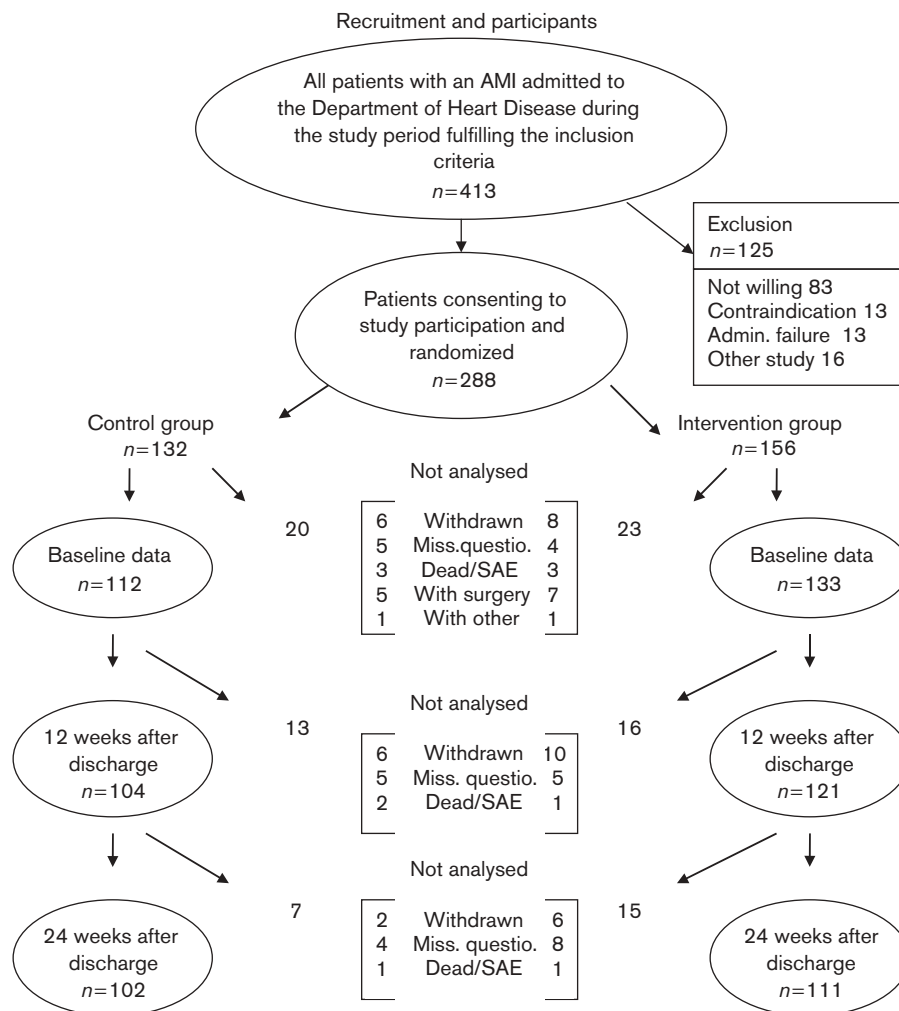 Recruitment and participants
All patients with an AMI admitted to
the Department of Heart Disease during
the study period fulfilling the inclusion
criteria
n=413
Exclusion
n=125
Not willing 83
Contraindication 13
Admin. failure 13
Other study 16
Patients consenting to
study participation and
randomized
n=288
Control group
n=132
Intervention group
n=156
Not analysed
20
6 Withdrawn 8
5 Miss.questio. 4
3 Dead/SAE 3
5 With surgery 7
1 With other 1
23
Baseline data
n=112
Baseline data
n=133
Not analysed
13
6 Withdrawn 10
5 Miss. questio. 5
2 Dead/SAE 1
16
12 weeks after
discharge
n=104
12 weeks after
discharge
n=121
Not analysed
7
2 Withdrawn 6
4 Miss. questio. 8
1 Dead/SAE 1
15
24 weeks after
discharge
n=102
24 weeks after
discharge
n=111